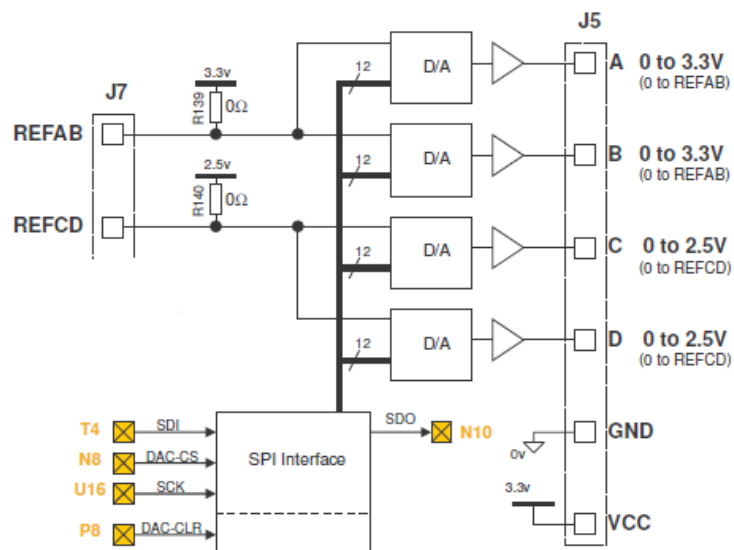 J5
J7
3.3v
R139
0Ω
REFAB
12
D/A
A 0 to 3.3V
(0 to REFAB)
12
D/A
B 0 to 3.3V
(0 to REFAB)
2.5v
R140
0Ω
REFCD
12
D/A
C 0 to 2.5V
(0 to REFCD)
12
D/A
D 0 to 2.5V
(0 to REFCD)
T4 SDI
N8 DAC-CS
U16 SCK
P8 DAC-CLR
SPI Interface
SDO N10
0v
GND
3.3v
VCC